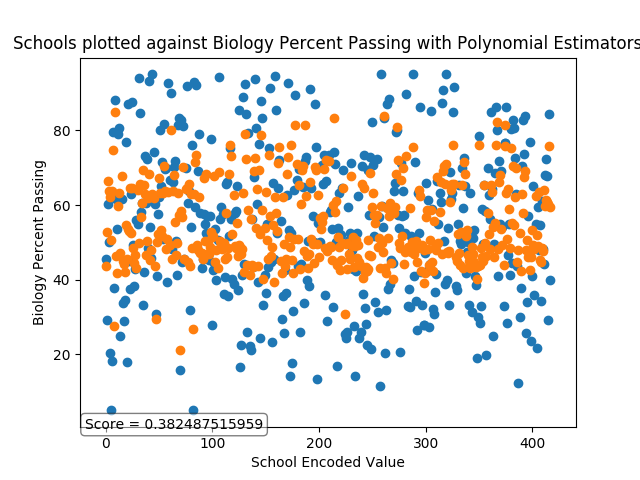 Schools plotted against Biology Percent Passing with Polynomial Estimators
80
60
40
20
Biology Percent Passing
Score = 0.382487515959
0 100 200 300 400
School Encoded Value